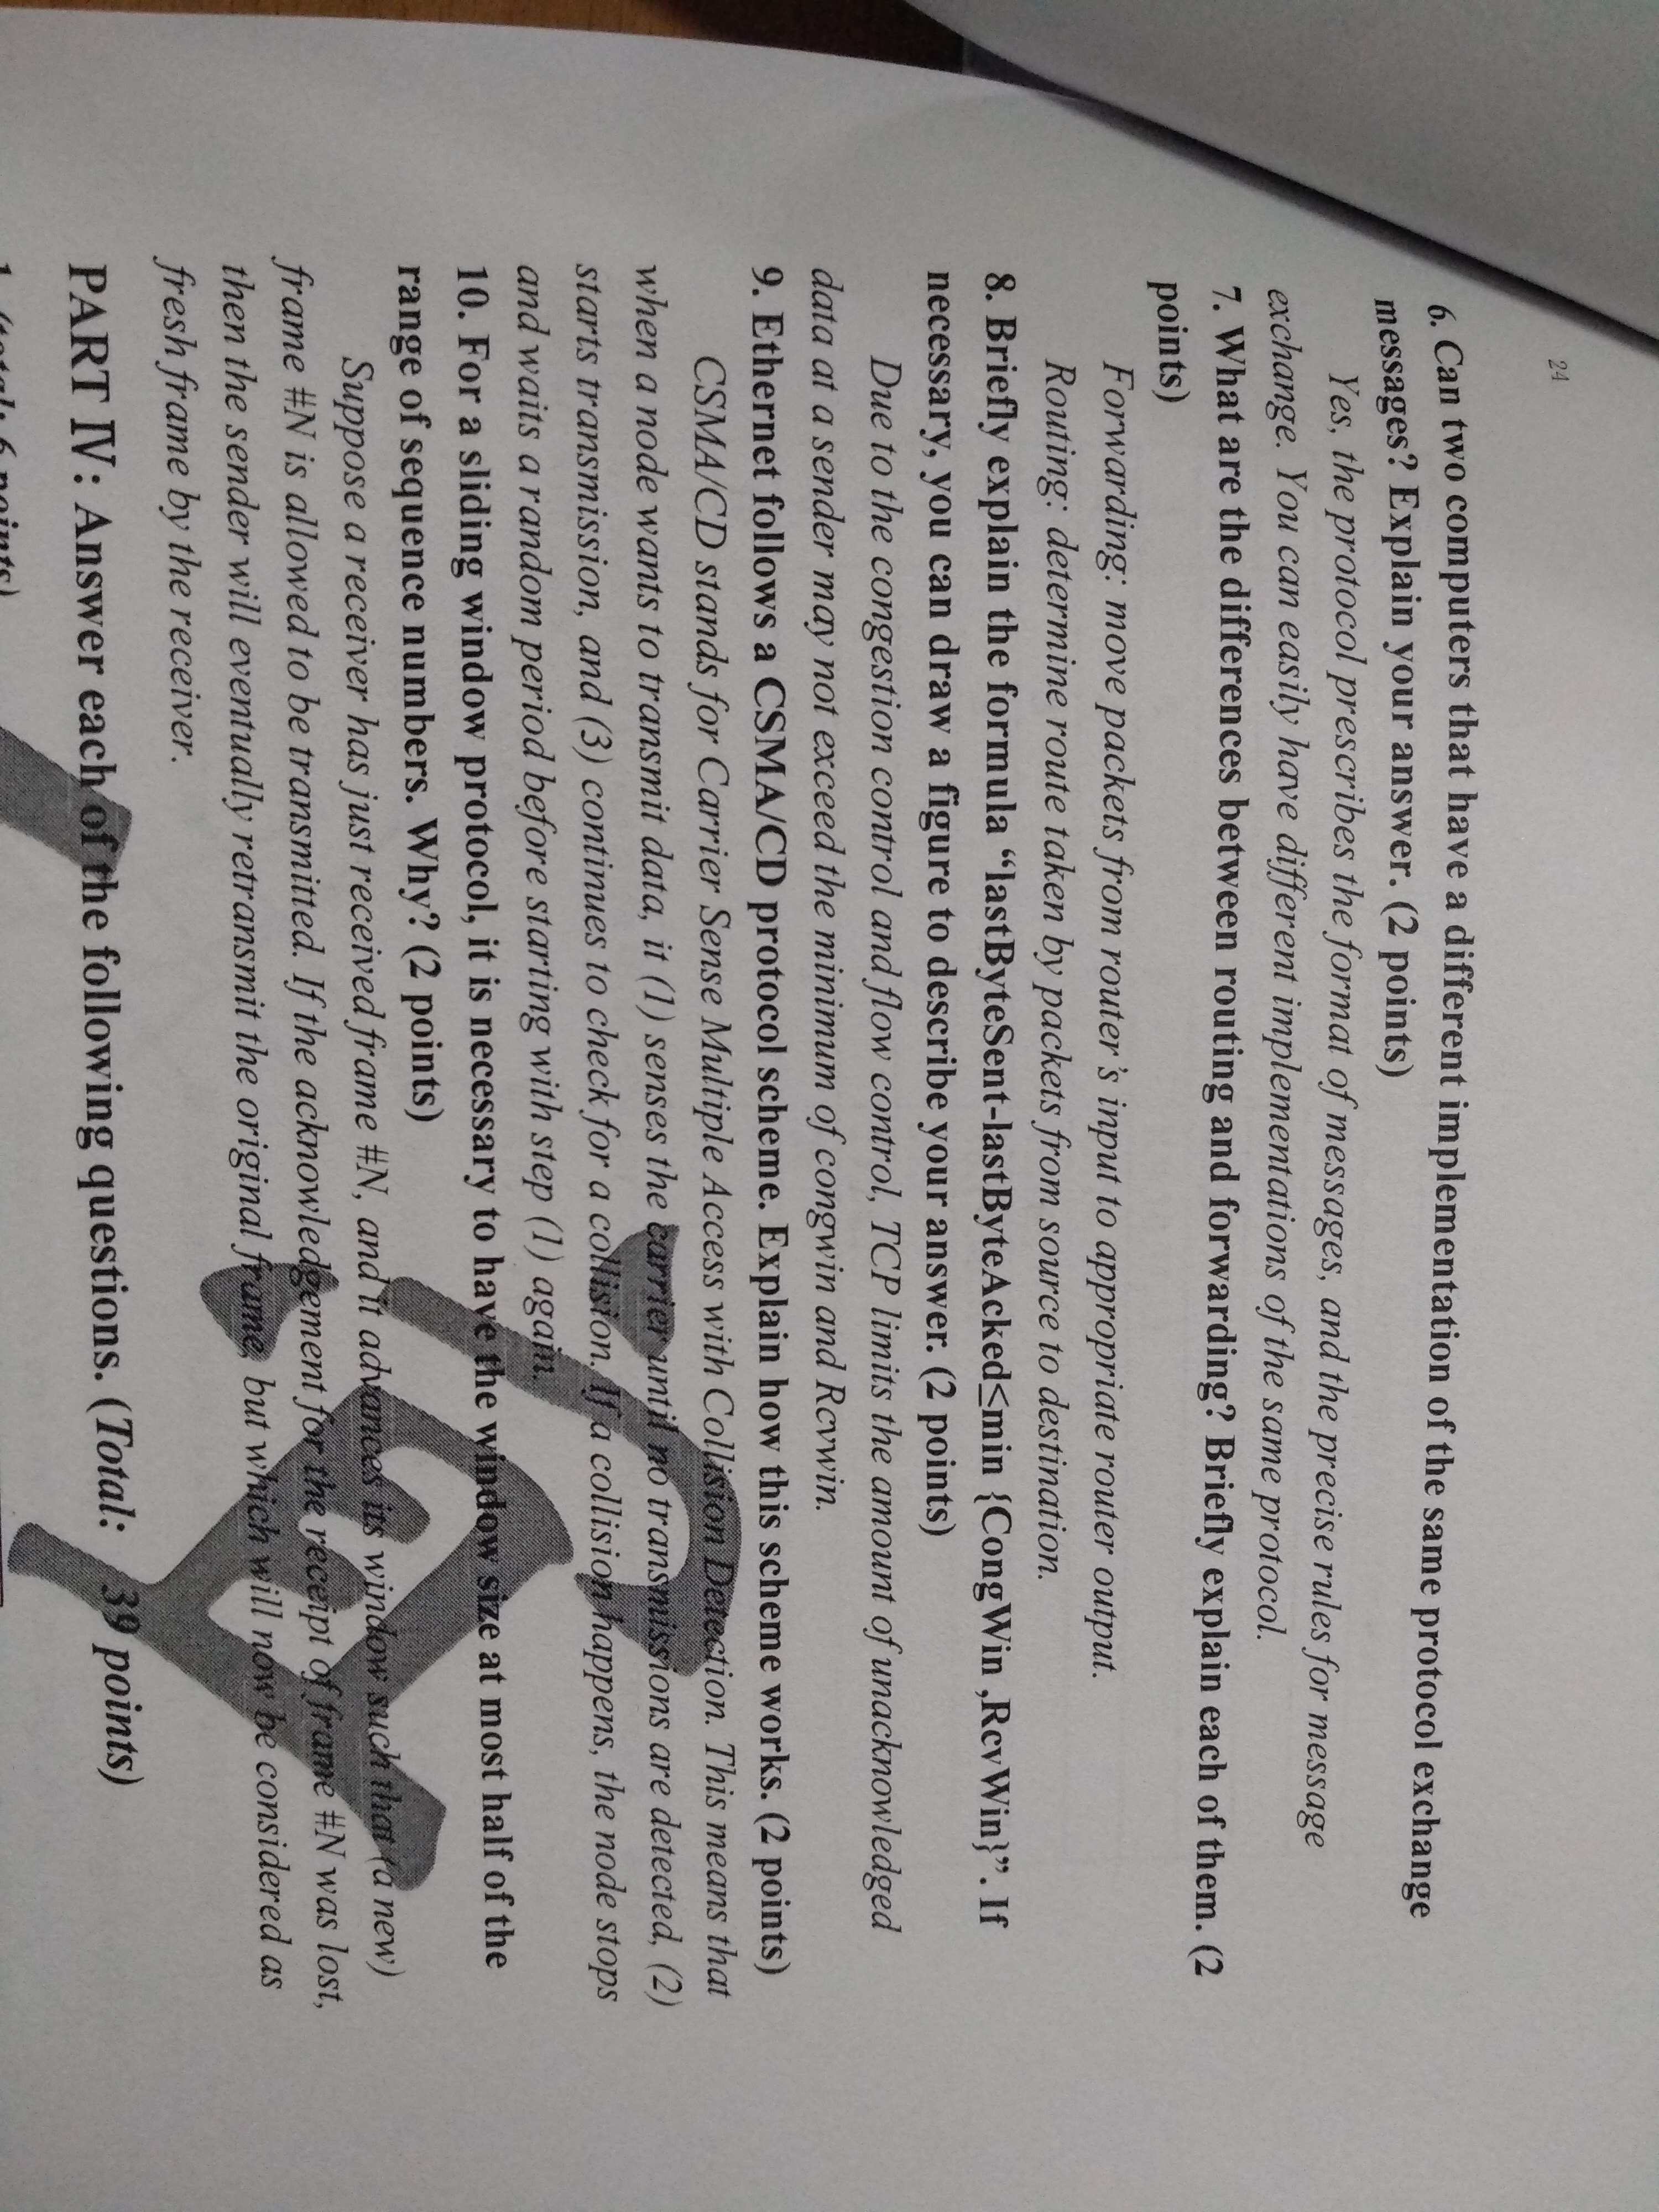 24
6. Can two computers that have a different implementation of the same protocol exchange
messages? Explain your answer. (2 points)
Yes, the protocol prescribes the format of messages, and the precise rules for message
exchange. You can easily have different implementations of the same protocol.
7. What are the differences between routing and forwarding? Briefly explain each of them. (2
points)
Forwarding: move packets from router's input to appropriate router output.
Routing: determine route taken by packets from source to destination.
8. Briefly explain the formula “lastByteSent-lastByteAcked≤min {CongWin ,RcvWin}”. If
necessary, you can draw a figure to describe your answer. (2 points)
Due to the congestion control and flow control, TCP limits the amount of unacknowledged
data at a sender may not exceed the minimum of congwin and Rcvwin.
9. Ethernet follows a CSMA/CD protocol scheme. Explain how this scheme works. (2 points)
CSMA/CD stands for Carrier Sense Multiple Access with Collision Detection. This means that
when a node wants to transmit data, it (1) senses the carrier until no transmissions are detected, (2)
starts transmission, and (3) continues to check for a collision. If a collision happens, the node stops
and waits a random period before starting with step (1) again.
10. For a sliding window protocol, it is necessary to have the window size at most half of the
range of sequence numbers. Why? (2 points)
Suppose a receiver has just received frame #N, and it advances its window such that (a new)
frame #N is allowed to be transmitted. If the acknowledgement for the receipt of frame #N was lost,
then the sender will eventually retransmit the original frame, but which will now be considered as
fresh frame by the receiver.
PART IV: Answer each of the following questions. (Total: 39 points)